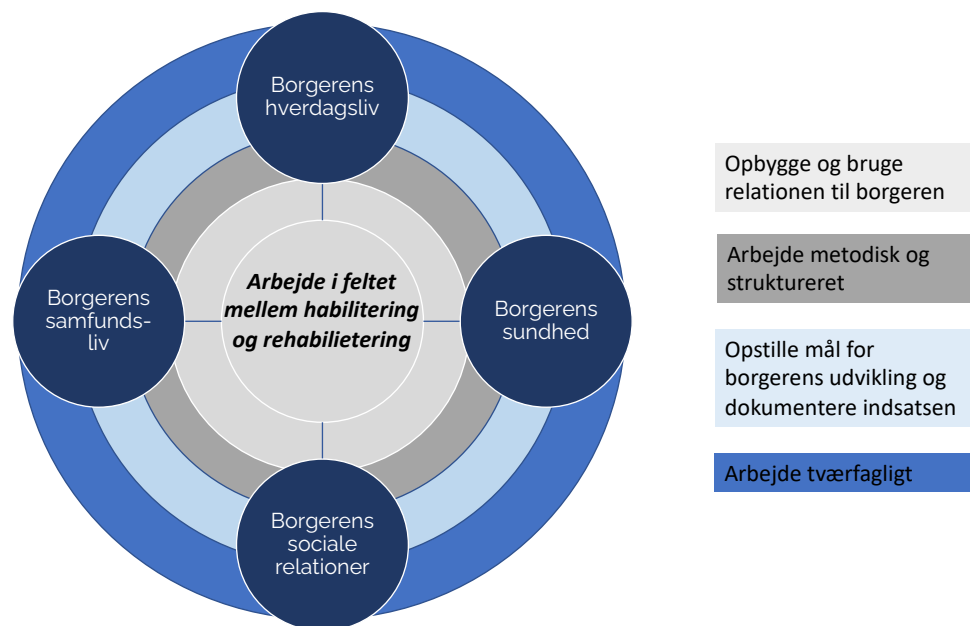 Borgerens
hverdagsliv
Borgerens
samfunds-
liv
Arbejde i feltet
mellem habilitering
og rehabilietering
Borgerens
sundhed
Borgerens
sociale
relationer
Opbygge og bruge
relationen til borgeren
Arbejde metodisk og
struktureret
Opstille mål for
borgerens udvikling og
dokumentere indsatsen
Arbejde tværfagligt